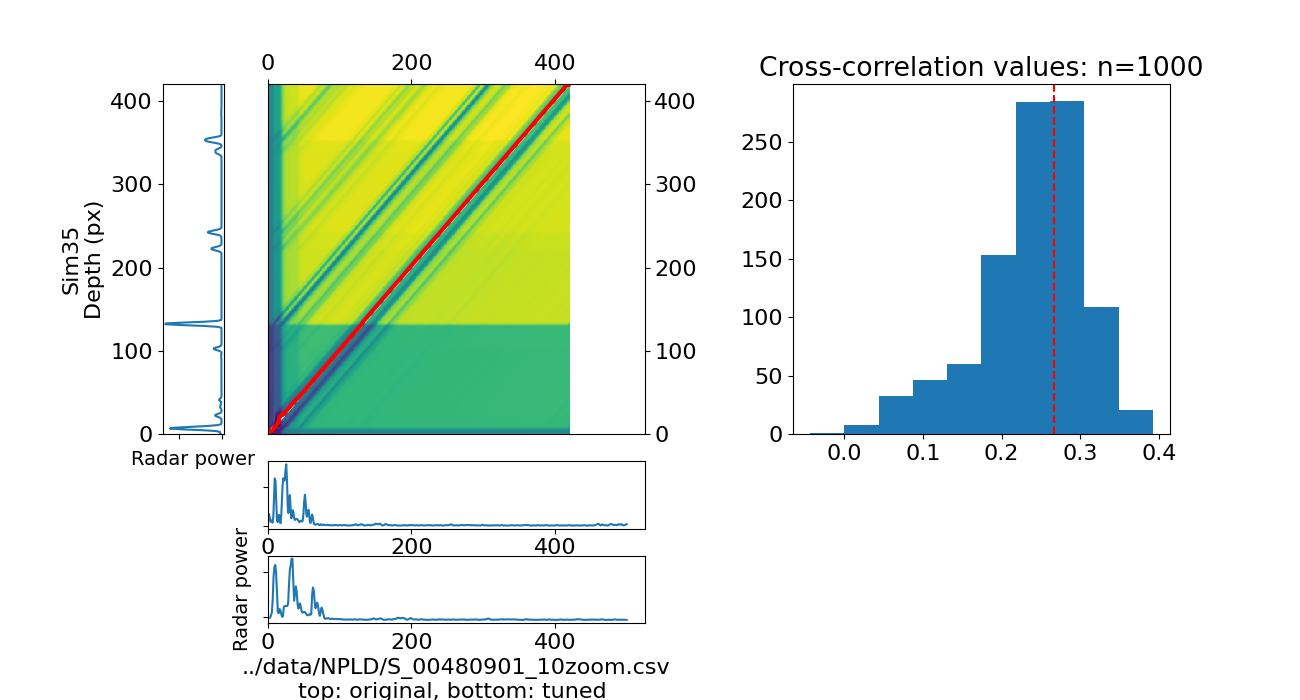 Cross-correlation values: n=1000
0 200 400
400 400
300 300
200 200
100 100
0 0
Sim35
Depth (px)
Radar power
250
200
150
100
50
0
0.0 0.1 0.2 0.3 0.4
0 200 400
Radar power
0 200 400
../data/NPLD/S_00480901_10zoom.csv
top: original, bottom: tuned